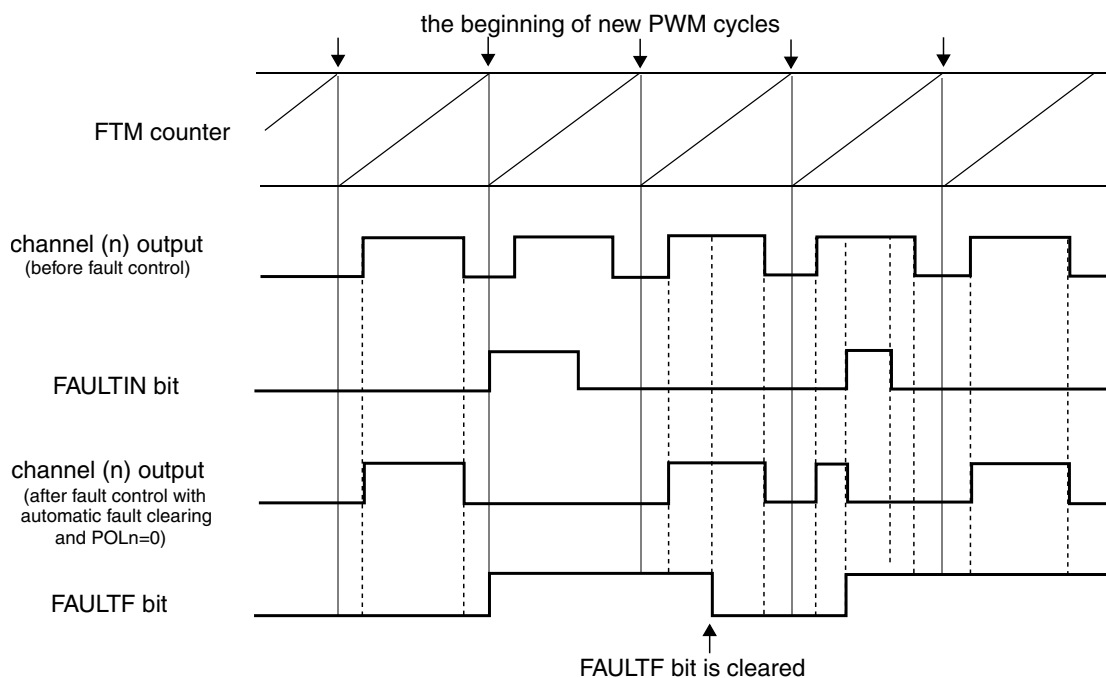 the beginning of new PWM cycles
FTM counter
channel (n) output
(before fault control)
FAULTIN bit
channel (n) output
(after fault control with
automatic fault clearing
and POLn=0)
FAULTF bit
FAULTF bit is cleared